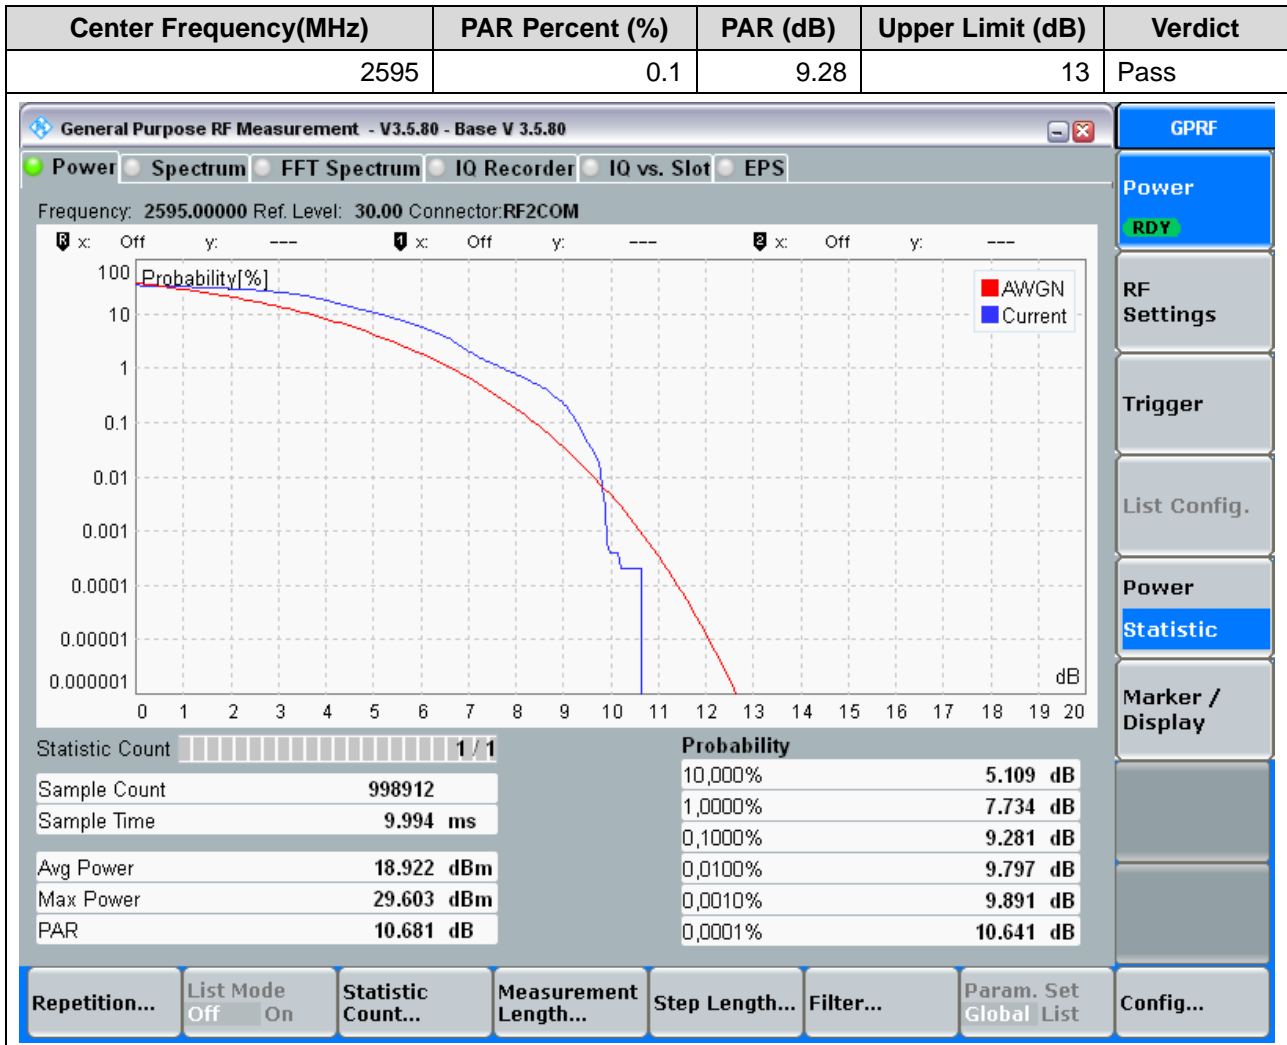 Center Frequency(MHz) PAR Percent (%) PAR (dB) Upper Limit (dB) Verdict
2595 0.1 9.28 13 Pass
General Purpose RF Measurement - V3.5.80 - Base V 3.5.80
GPRF
Power Spectrum FFT Spectrum IQ Recorder IQ vs. Slot EPS
Frequency: 2595.00000 Ref. Level: 30.00 Connector:RF2COM
R x: Off y: --- 1 x: Off y: --- 2 x: Off y: ---
Probability[%]
100
10
1
0.1
0.01
0.001
0.0001
0.00001
0.000001
AWGN
Current
dB
0 1 2 3 4 5 6 7 8 9 10 11 12 13 14 15 16 17 18 19 20
Statistic Count 1 / 1
Sample Count 998912
Sample Time 9.994 ms
Avg Power 18.922 dBm
Max Power 29.603 dBm
PAR 10.681 dB
Probability
10,000% 5.109 dB
1,0000% 7.734 dB
0,1000% 9.281 dB
0,0100% 9.797 dB
0,0010% 9.891 dB
0,0001% 10.641 dB
Power
RDY
RF
Settings
Trigger
List Config.
Power
Statistic
Marker /
Display
Repetition...
List Mode
Off On
Statistic
Count...
Measurement
Length...
Step Length...
Filter...
Param. Set
Global List
Config...